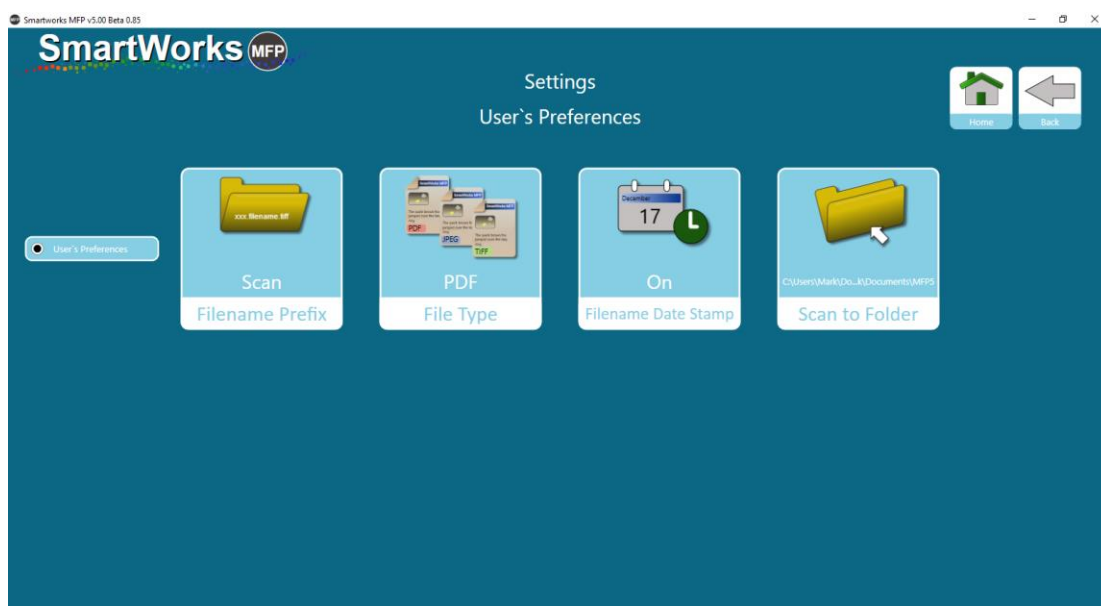 Smartworks MFP v5.00 Beta 0.85
SmartWorks MFP
Settings
User`s Preferences
Home
Back
User`s Preferences
xxx.filename.tiff
PDF
JPEG
TIFF
December
17
Scan
PDF
On
C:\Users\Mark\Do...k\Documents\MFP5
Filename Prefix
File Type
Filename Date Stamp
Scan to Folder